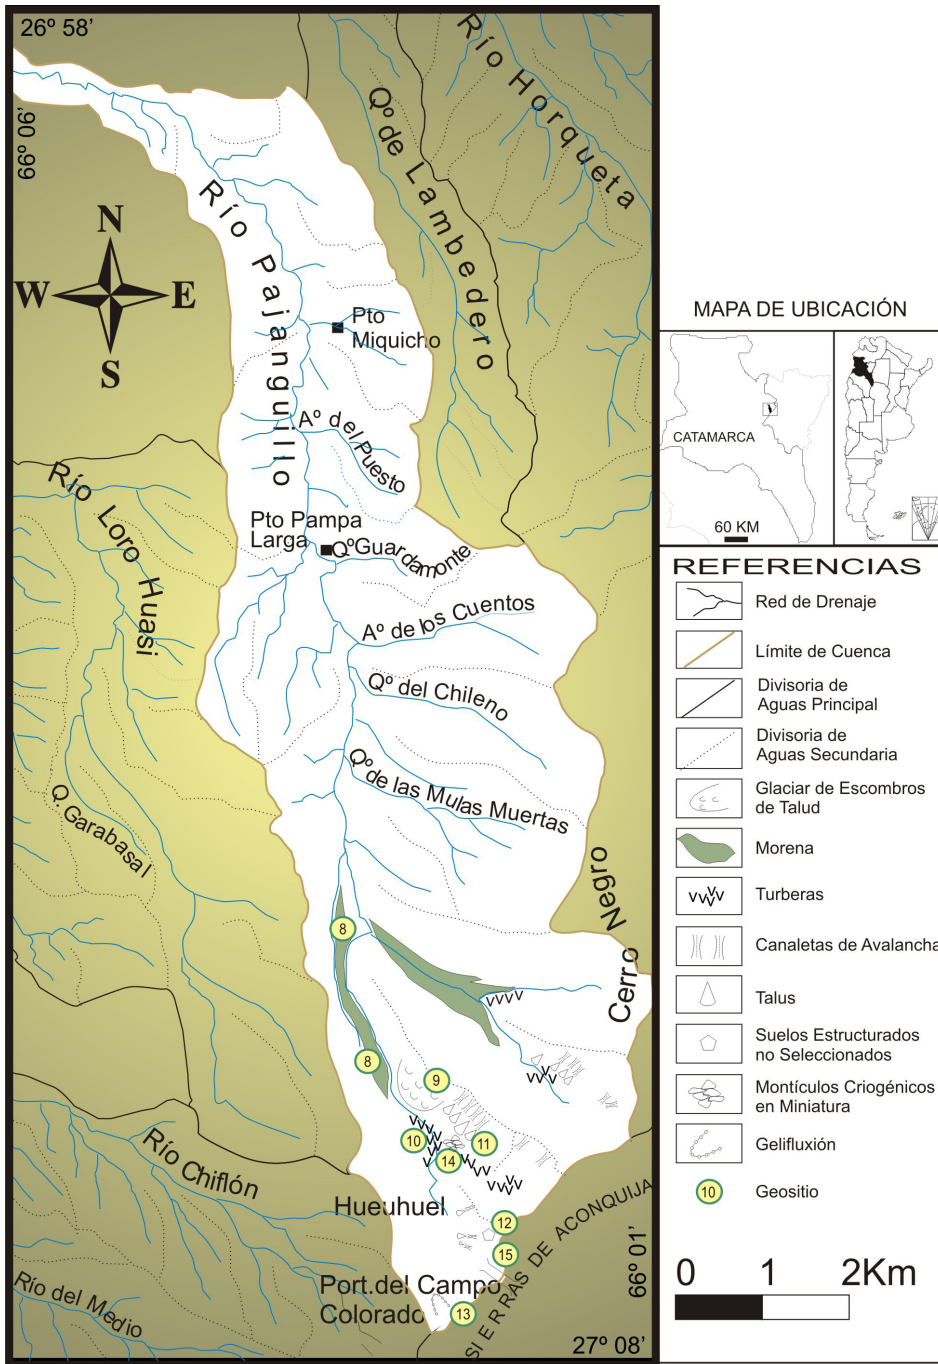 26º 58'
66º 06'
Río Horqueta
Qº de Lambedero
Río Pajanguillo
N
W E
S
Pto
Miquicho
Aº del Puesto
Río Loro Huasi
Pto Pampa
Larga
QºGuardamonte
Aº de los Cuentos
Qº del Chileno
Qº de las Mulas Muertas
Q. Garabasal
Cerro Negro
8
8
9
10
11
14
Río Chiflón
Hueuhuel
12
15
SIERRAS DE ACONQUIJA
Port.del Campo
Colorado
13
Río del Medio
66º 01'
27º 08'
MAPA DE UBICACIÓN
CATAMARCA
60 KM
REFERENCIAS
Red de Drenaje
Límite de Cuenca
Divisoria de
Aguas Principal
Divisoria de
Aguas Secundaria
Glaciar de Escombros
de Talud
Morena
Turberas
Canaletas de Avalancha
Talus
Suelos Estructurados
no Seleccionados
Montículos Criogénicos
en Miniatura
Gelifluxión
10
Geositio
0 1 2Km